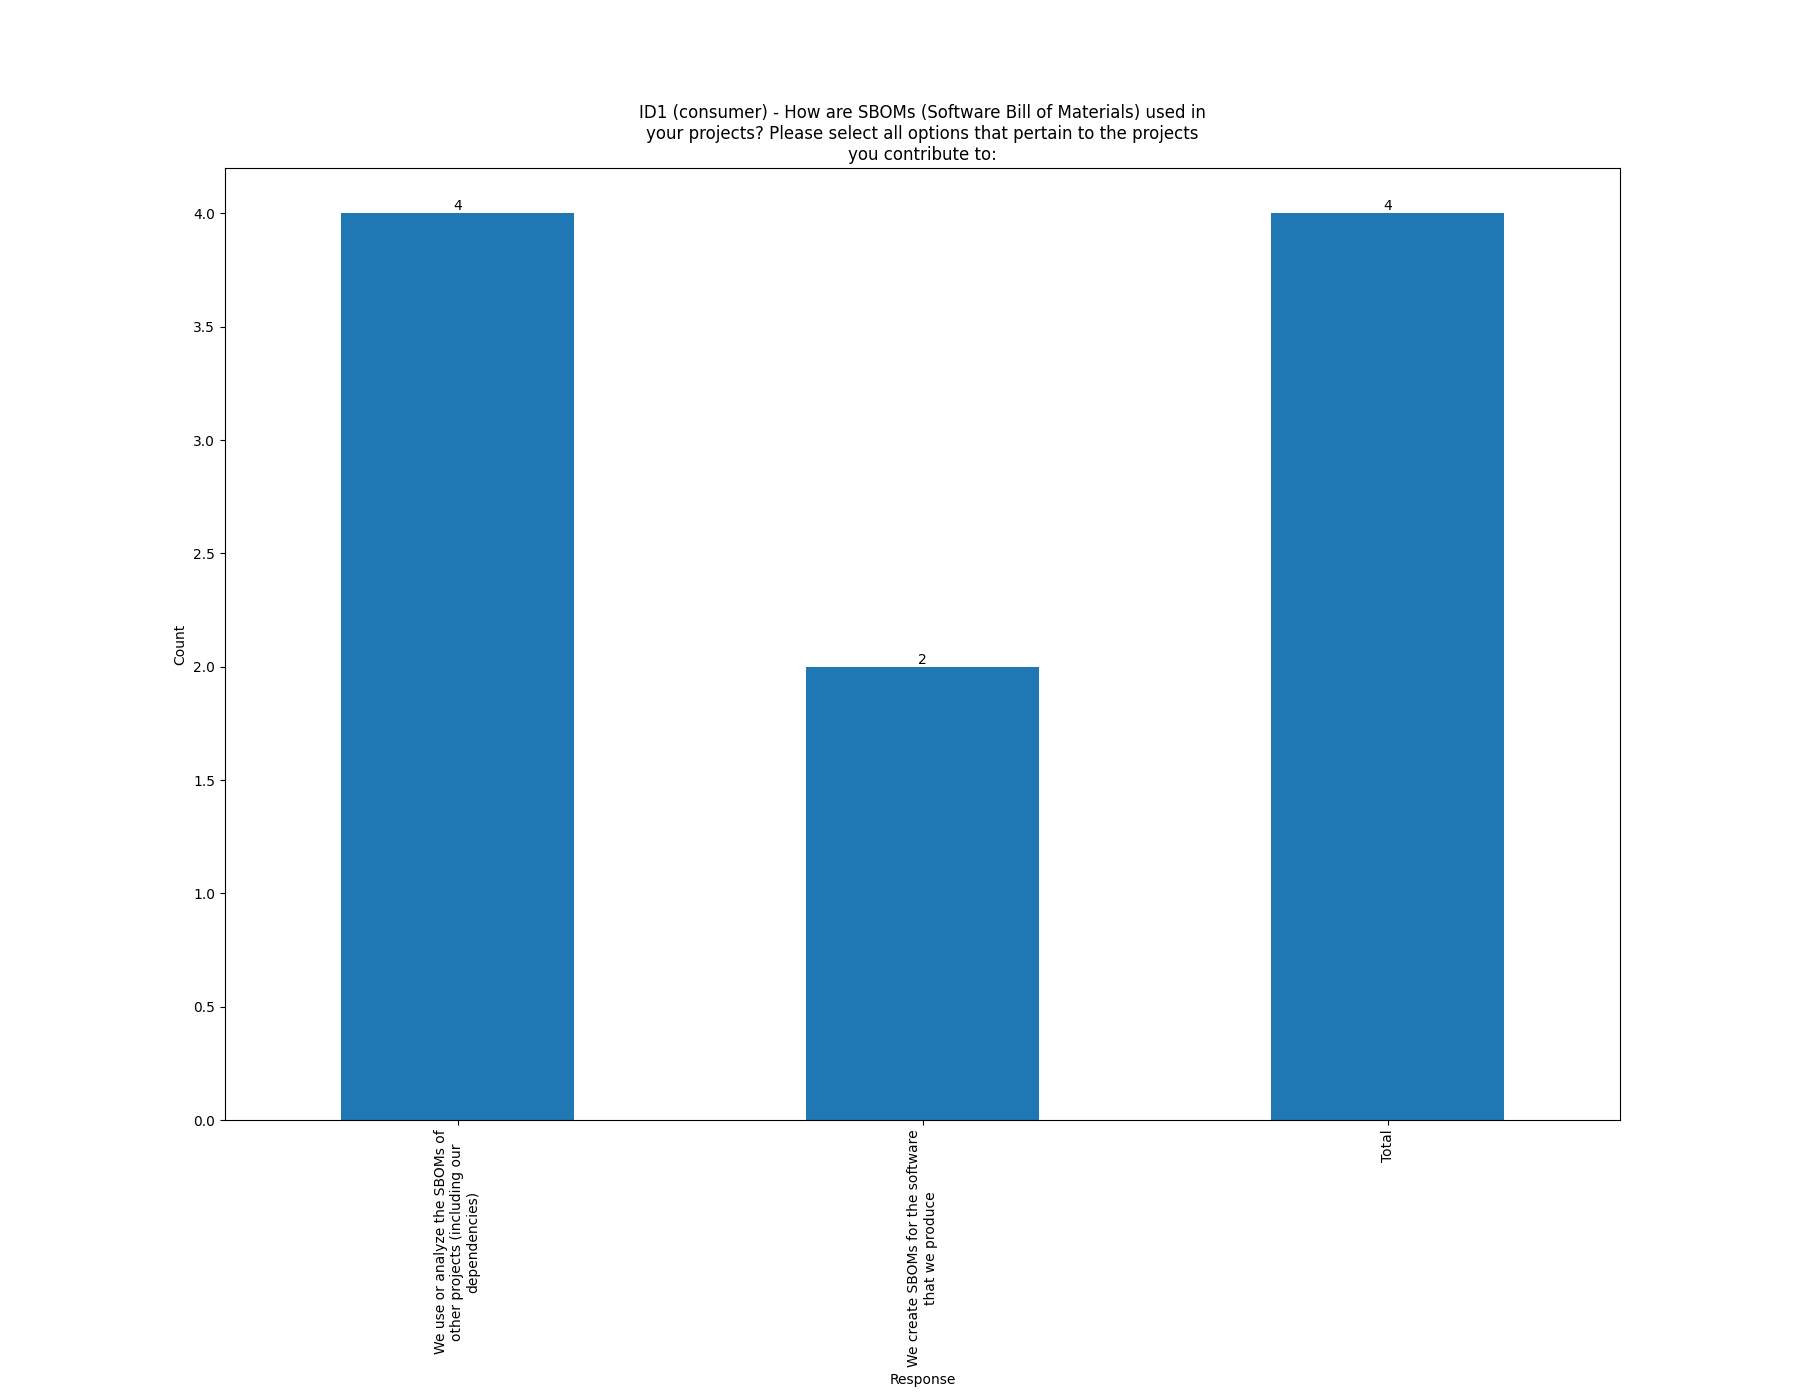 ID1 (consumer) - How are SBOMs (Software Bill of Materials) used in
your projects? Please select all options that pertain to the projects
you contribute to:
4.0
3.5
3.0
2.5
2.0
1.5
1.0
0.5
0.0
Count
4
2
4
We use or analyze the SBOMs of
other projects (including our
dependencies)
We create SBOMs for the software
that we produce
Total
Response